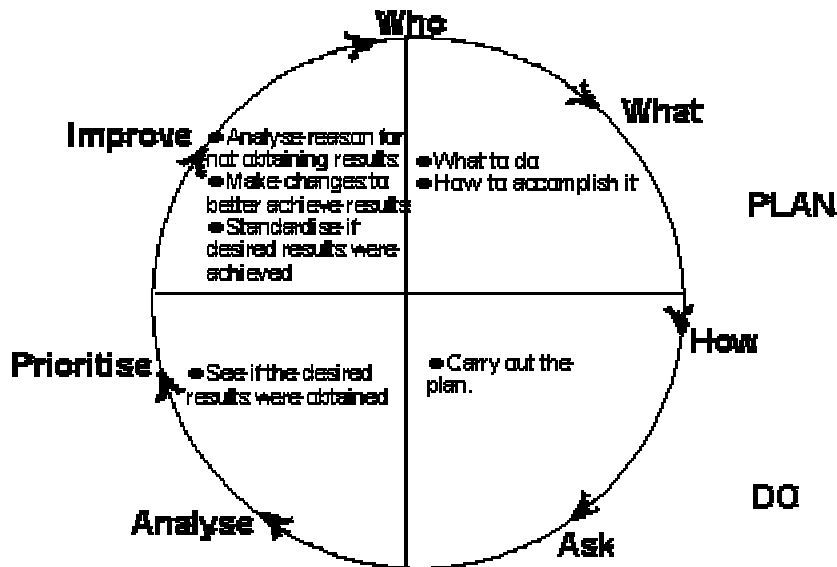 Who
What
Improve
● Analyse reason for
not obtaining results
● Make changes to
better achieve results
● Standardise if
desired results were
achieved
● What to do
● How to accomplish it
PLAN
How
Prioritise
● See if the desired
results were obtained
● Carry out the
plan.
DO
Analyse
Ask